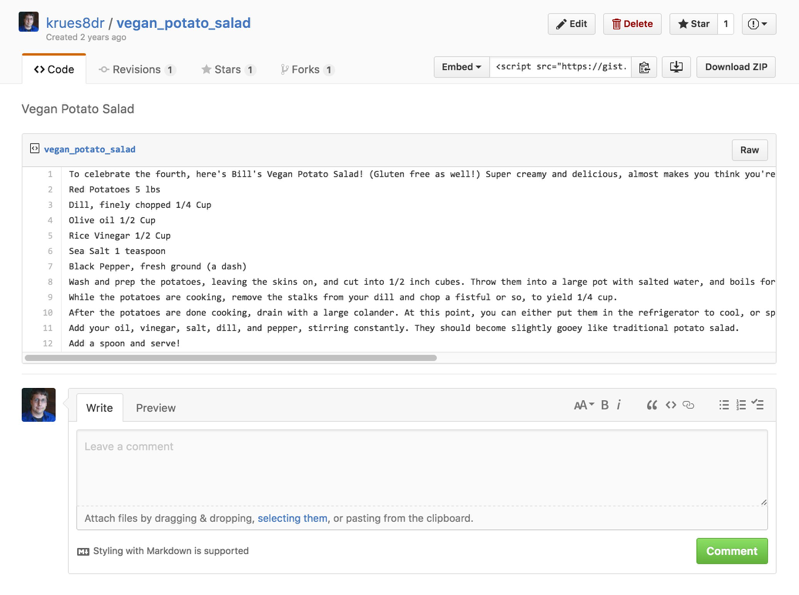 krues8dr / vegan_potato_salad
Created 2 years ago
Edit
Delete
Star 1
Code
Revisions 1
Stars 1
Forks 1
Embed
<script src="https://gist.
Download ZIP
Vegan Potato Salad
vegan_potato_salad
Raw
1 To celebrate the fourth, here's Bill's Vegan Potato Salad! (Gluten free as well!) Super creamy and delicious, almost makes you think you're
2 Red Potatoes 5 lbs
3 Dill, finely chopped 1/4 Cup
4 Olive oil 1/2 Cup
5 Rice Vinegar 1/2 Cup
6 Sea Salt 1 teaspoon
7 Black Pepper, fresh ground (a dash)
8 Wash and prep the potatoes, leaving the skins on, and cut into 1/2 inch cubes. Throw them into a large pot with salted water, and boils for
9 While the potatoes are cooking, remove the stalks from your dill and chop a fistful or so, to yield 1/4 cup.
10 After the potatoes are done cooking, drain with a large colander. At this point, you can either put them in the refrigerator to cool, or sp
11 Add your oil, vinegar, salt, dill, and pepper, stirring constantly. They should become slightly gooey like traditional potato salad.
12 Add a spoon and serve!
Write
Preview
AA B i
Leave a comment
Attach files by dragging & dropping, selecting them, or pasting from the clipboard.
Styling with Markdown is supported
Comment